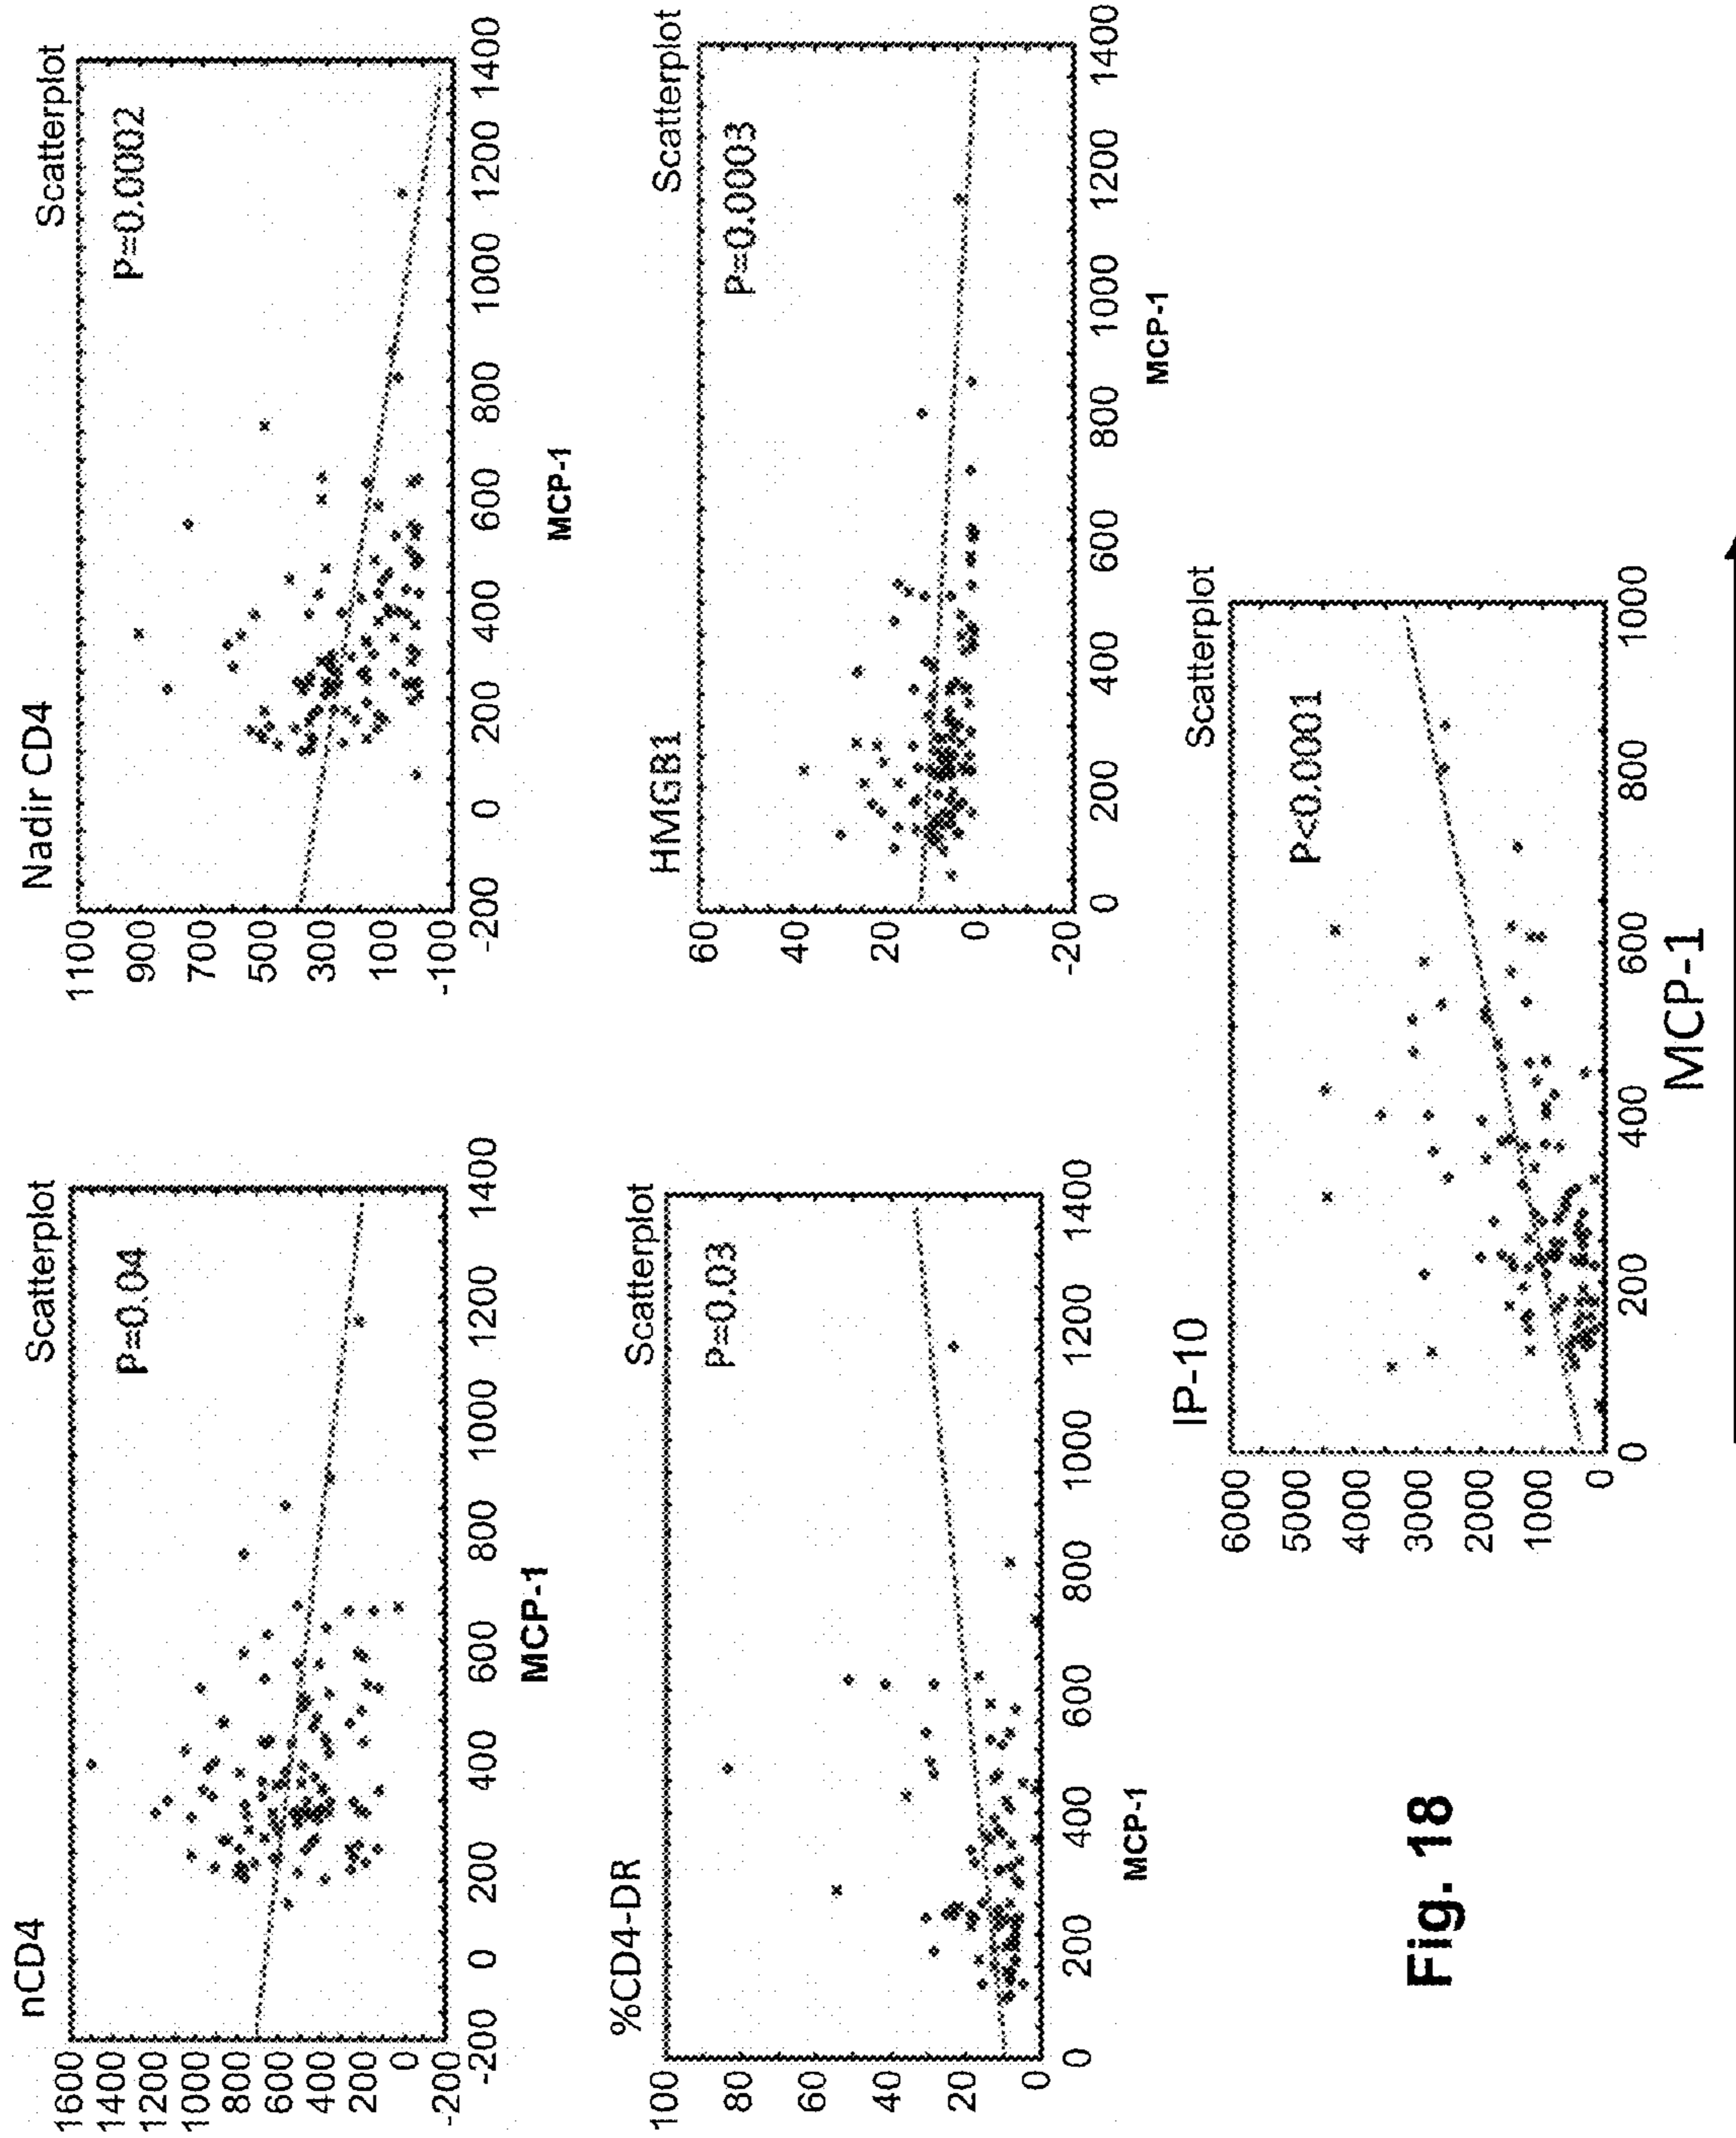 nCD4
Scatterplot
P=0.04
1600
1400
1200
1000
800
600
400
200
0
-200
-200 0 200 400 600 800 1000 1200 1400
MCP-1
Nadir CD4
Scatterplot
P=0.0002
1100
900
700
500
300
100
-100
-200 0 200 400 600 800 1000 1200 1400
MCP-1
%CD4-DR
Scatterplot
P=0.03
100
80
60
40
20
0
0 200 400 600 800 1000 1200 1400
MCP-1
HMGB1
Scatterplot
P=0.0003
60
40
20
0
-20
0 200 400 600 800 1000 1200 1400
MCP-1
IP-10
Scatterplot
P<0.0001
6000
5000
4000
3000
2000
1000
0
0 200 400 600 800 1000
MCP-1
Fig. 18